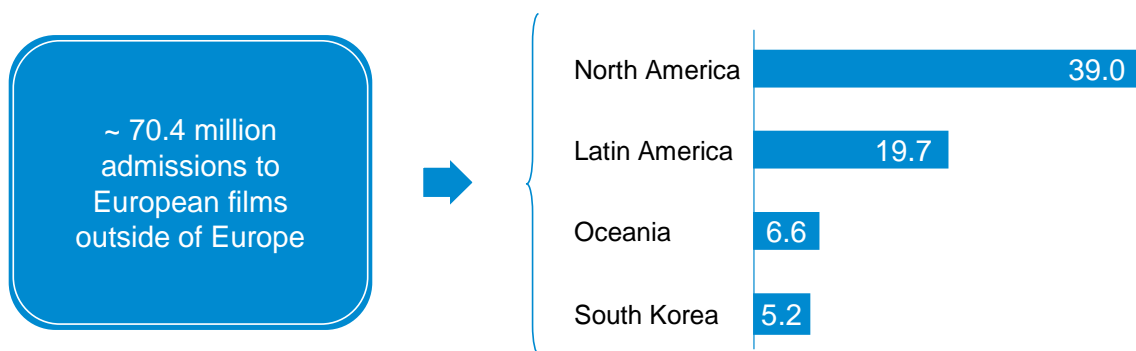 ~ 70.4 million
admissions to
European films
outside of Europe
North America 39.0
Latin America 19.7
Oceania 6.6
South Korea 5.2